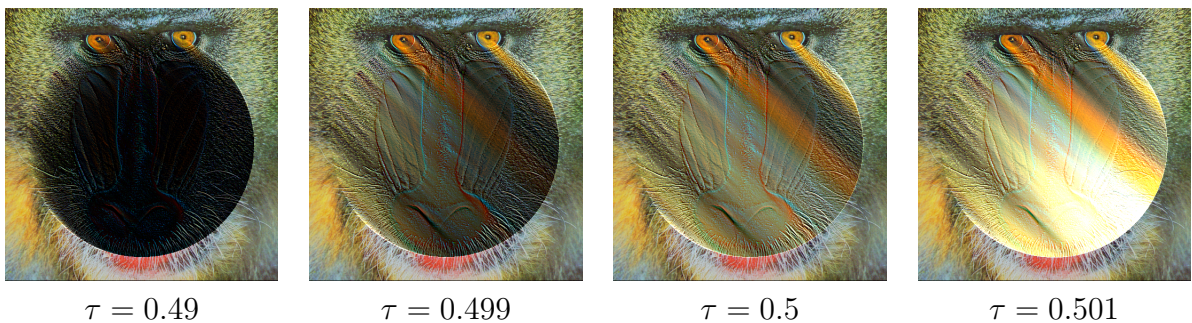 τ = 0.49
τ = 0.499
τ = 0.5
τ = 0.501